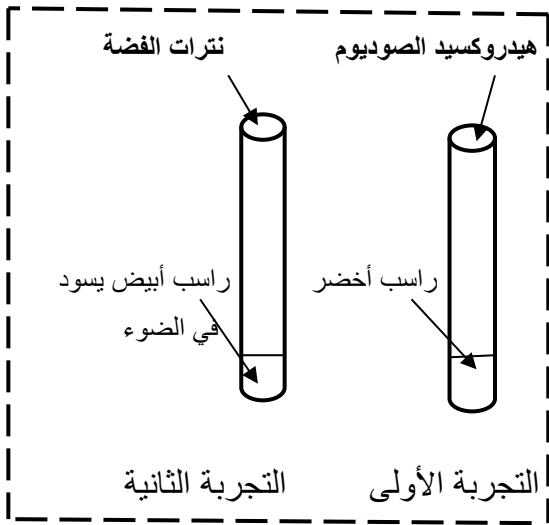 هيدروكسيد الصوديوم
نترات الفضة
راسب أخضر
راسب أبيض يسود
في الضوء
التجربة الأولى
التجربة الثانية